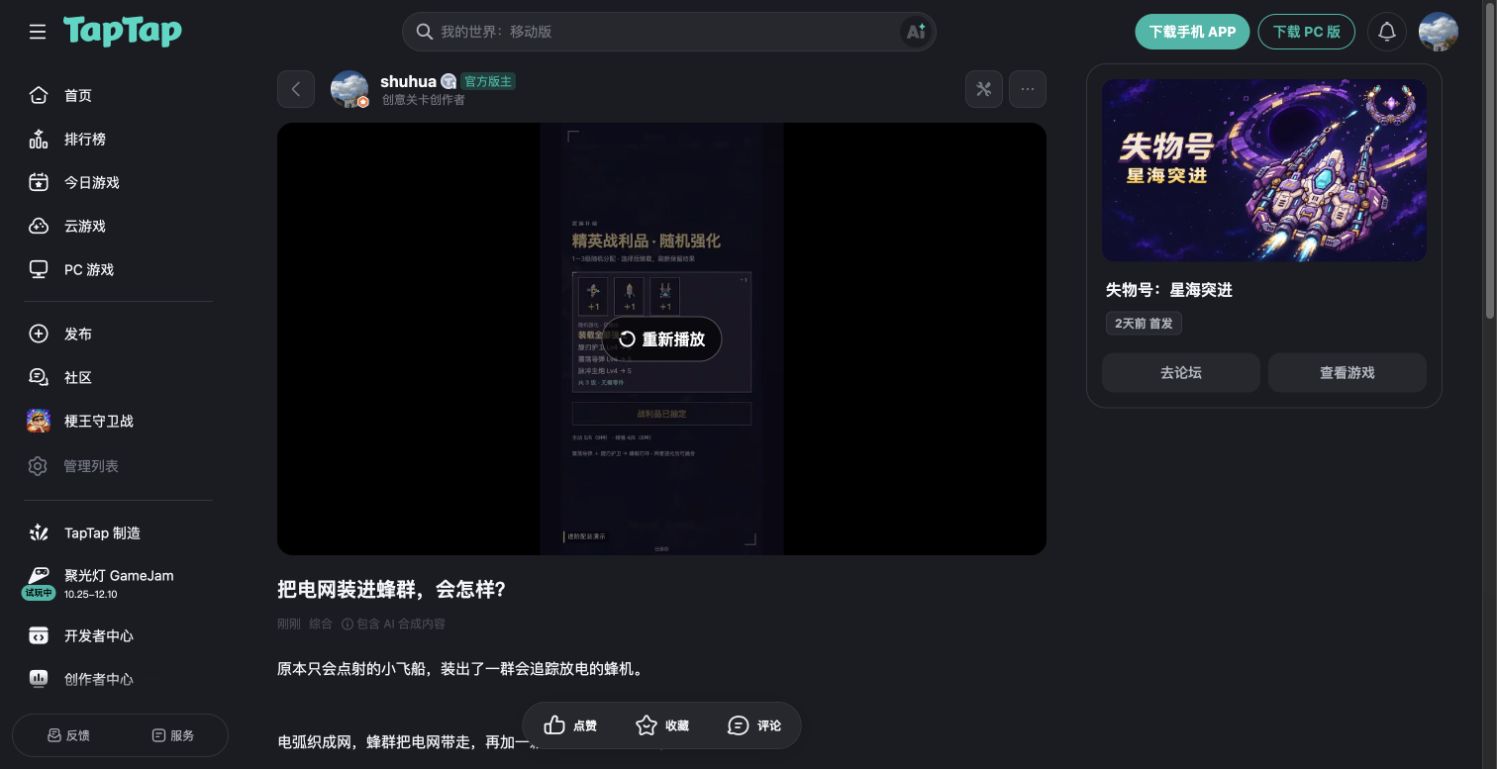 TapTap
我的世界：移动版
Ai
下载手机 APP
下载 PC 版
首页
排行榜
今日游戏
云游戏
PC 游戏
发布
社区
梗王守卫战
管理列表
TapTap 制造
聚光灯 GameJam
试玩中
10.25-12.10
开发者中心
创作者中心
反馈
服务
shuhua
官方版主
创意关卡创作者
精英战利品 · 随机强化
+1
+1
+1
重新播放
脉冲主炮 Lv4 → 5
战利品已敲定
把电网装进蜂群，会怎样？
刚刚 综合 包含 AI 合成内容
原本只会点射的小飞船，装出了一群会追踪放电的蜂机。
电弧织成网，蜂群把电网带走，再加一
点赞
收藏
评论
失物号
星海突进
失物号：星海突进
2天前 首发
去论坛
查看游戏